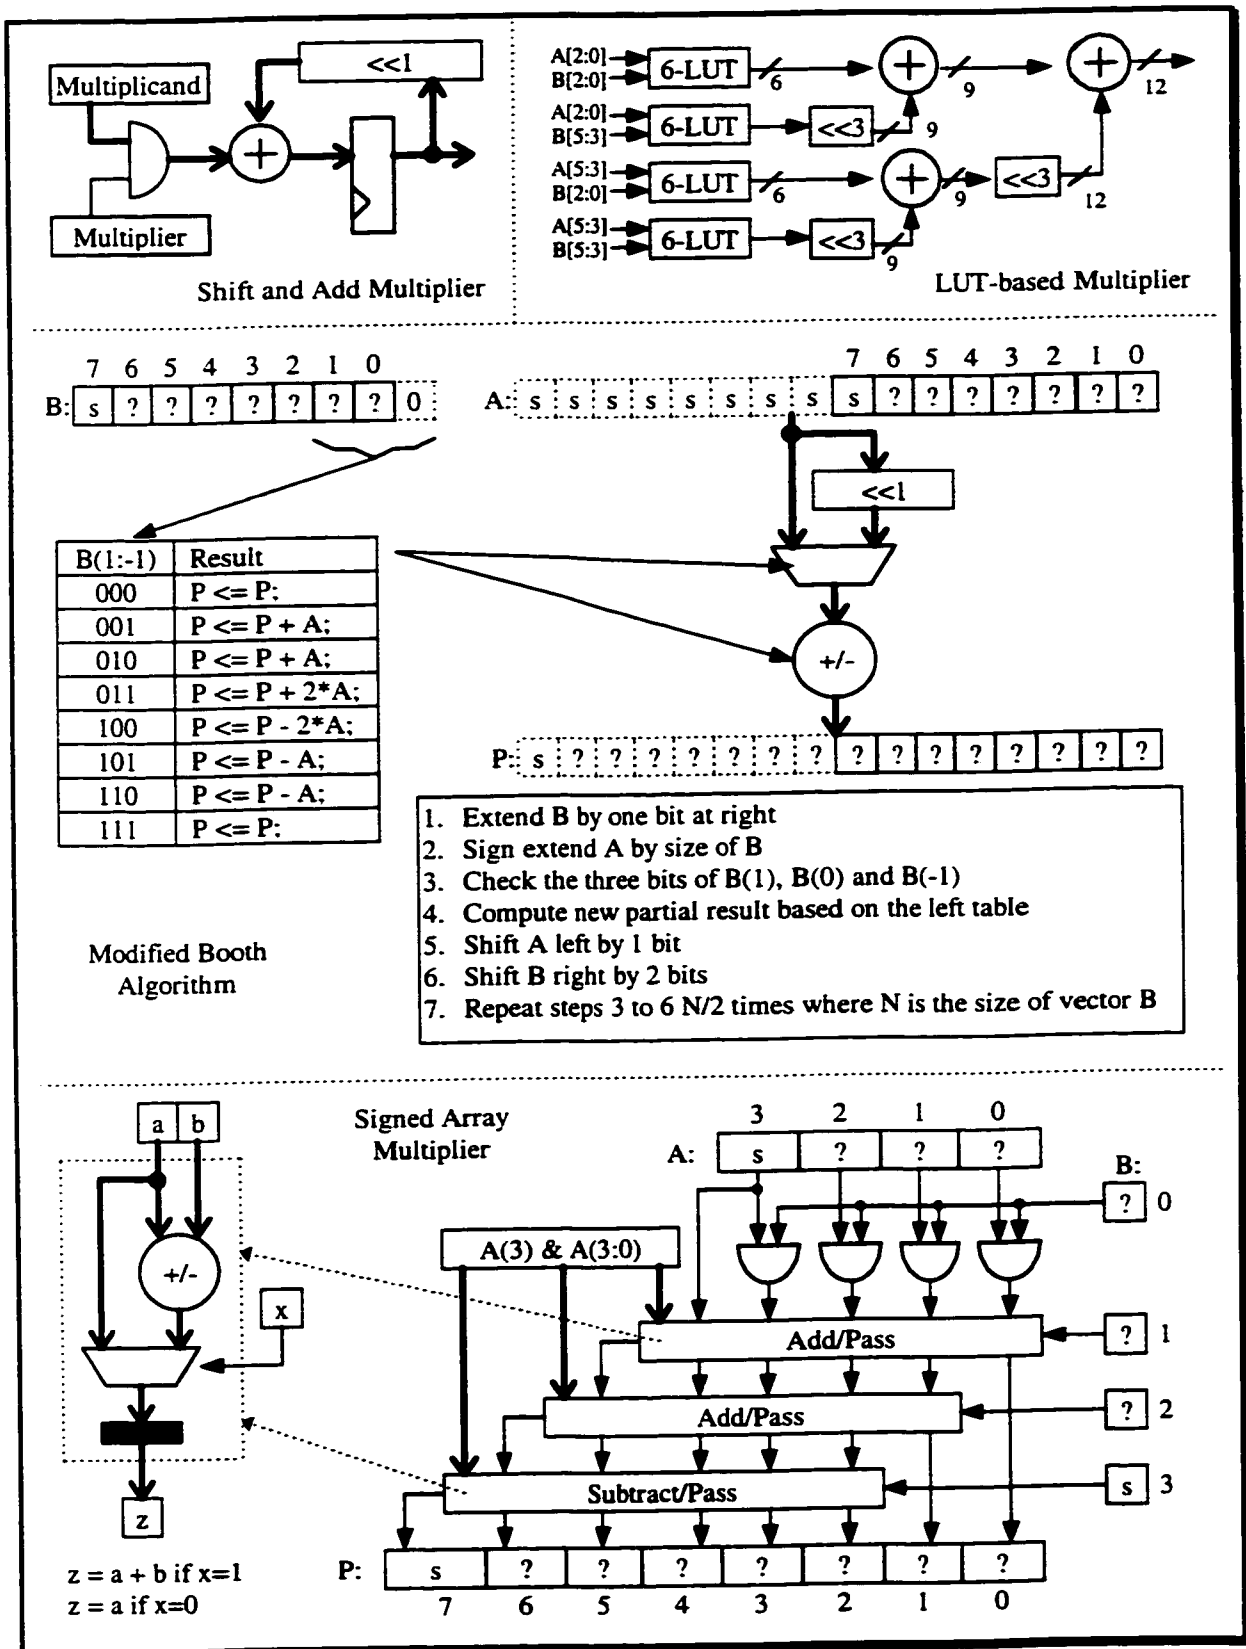 Multiplicand
<<1
Multiplier
Shift and Add Multiplier
A[2:0]
B[2:0]
6-LUT
6
9
12
A[2:0]
B[5:3]
6-LUT
<<3
9
A[5:3]
B[2:0]
6-LUT
6
9
<<3
12
A[5:3]
B[5:3]
6-LUT
<<3
9
LUT-based Multiplier
7 6 5 4 3 2 1 0
B: s ? ? ? ? ? ? ? 0
7 6 5 4 3 2 1 0
A: s s s s s s s s s ? ? ? ? ? ? ?
<<1
B(1:-1) Result
000 P <= P;
001 P <= P + A;
010 P <= P + A;
011 P <= P + 2*A;
100 P <= P - 2*A;
101 P <= P - A;
110 P <= P - A;
111 P <= P;
+/-
P: s ? ? ? ? ? ? ? ? ? ? ? ? ? ? ?
1. Extend B by one bit at right
2. Sign extend A by size of B
3. Check the three bits of B(1), B(0) and B(-1)
4. Compute new partial result based on the left table
5. Shift A left by 1 bit
6. Shift B right by 2 bits
7. Repeat steps 3 to 6 N/2 times where N is the size of vector B
Modified Booth
Algorithm
a b
+/-
x
z
z = a + b if x=1
z = a if x=0
Signed Array
Multiplier
3 2 1 0
A: s ? ? ?
B:
? 0
A(3) & A(3:0)
Add/Pass
? 1
Add/Pass
? 2
Subtract/Pass
s 3
P: s ? ? ? ? ? ? ?
7 6 5 4 3 2 1 0